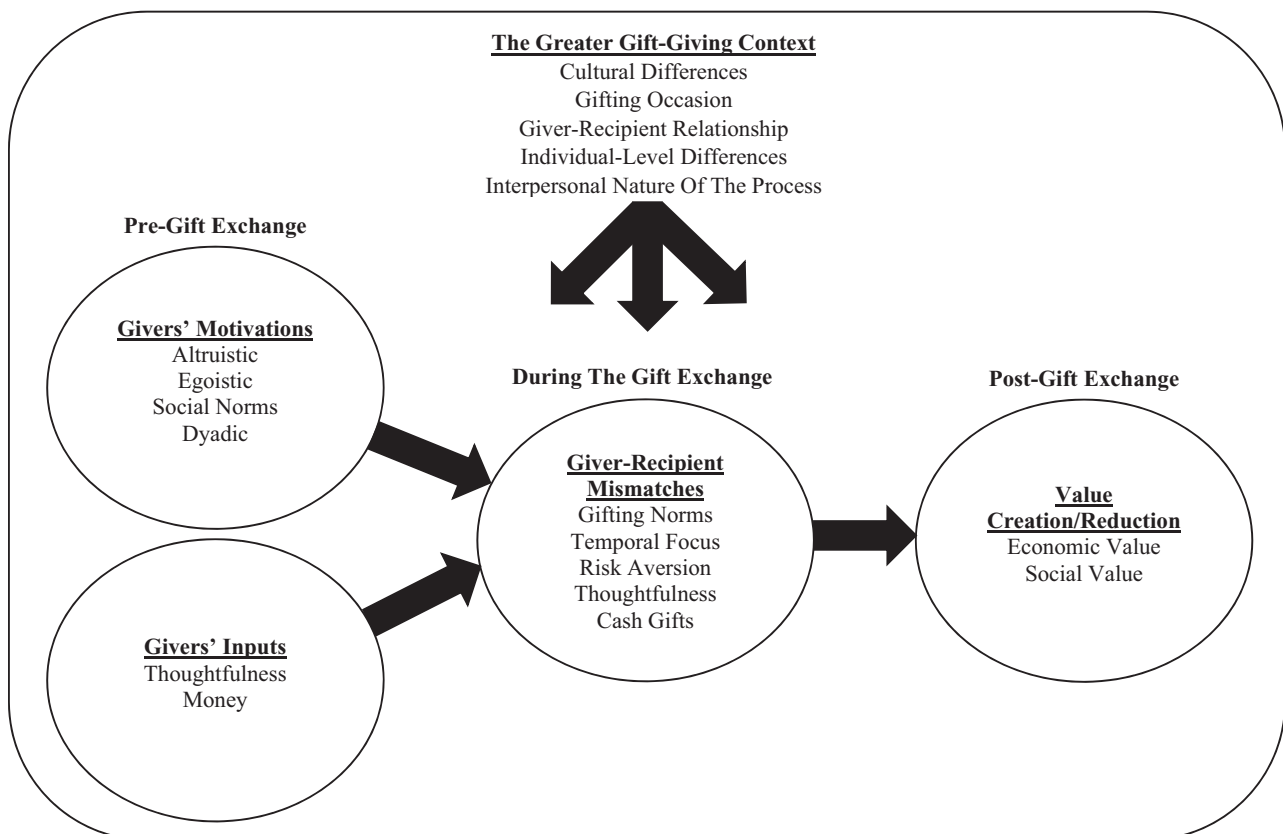 The Greater Gift-Giving Context
Cultural Differences
Gifting Occasion
Giver-Recipient Relationship
Individual-Level Differences
Interpersonal Nature Of The Process
Pre-Gift Exchange
Givers’ Motivations
Altruistic
Egoistic
Social Norms
Dyadic
Givers’ Inputs
Thoughtfulness
Money
During The Gift Exchange
Giver-Recipient
Mismatches
Gifting Norms
Temporal Focus
Risk Aversion
Thoughtfulness
Cash Gifts
Post-Gift Exchange
Value
Creation/Reduction
Economic Value
Social Value